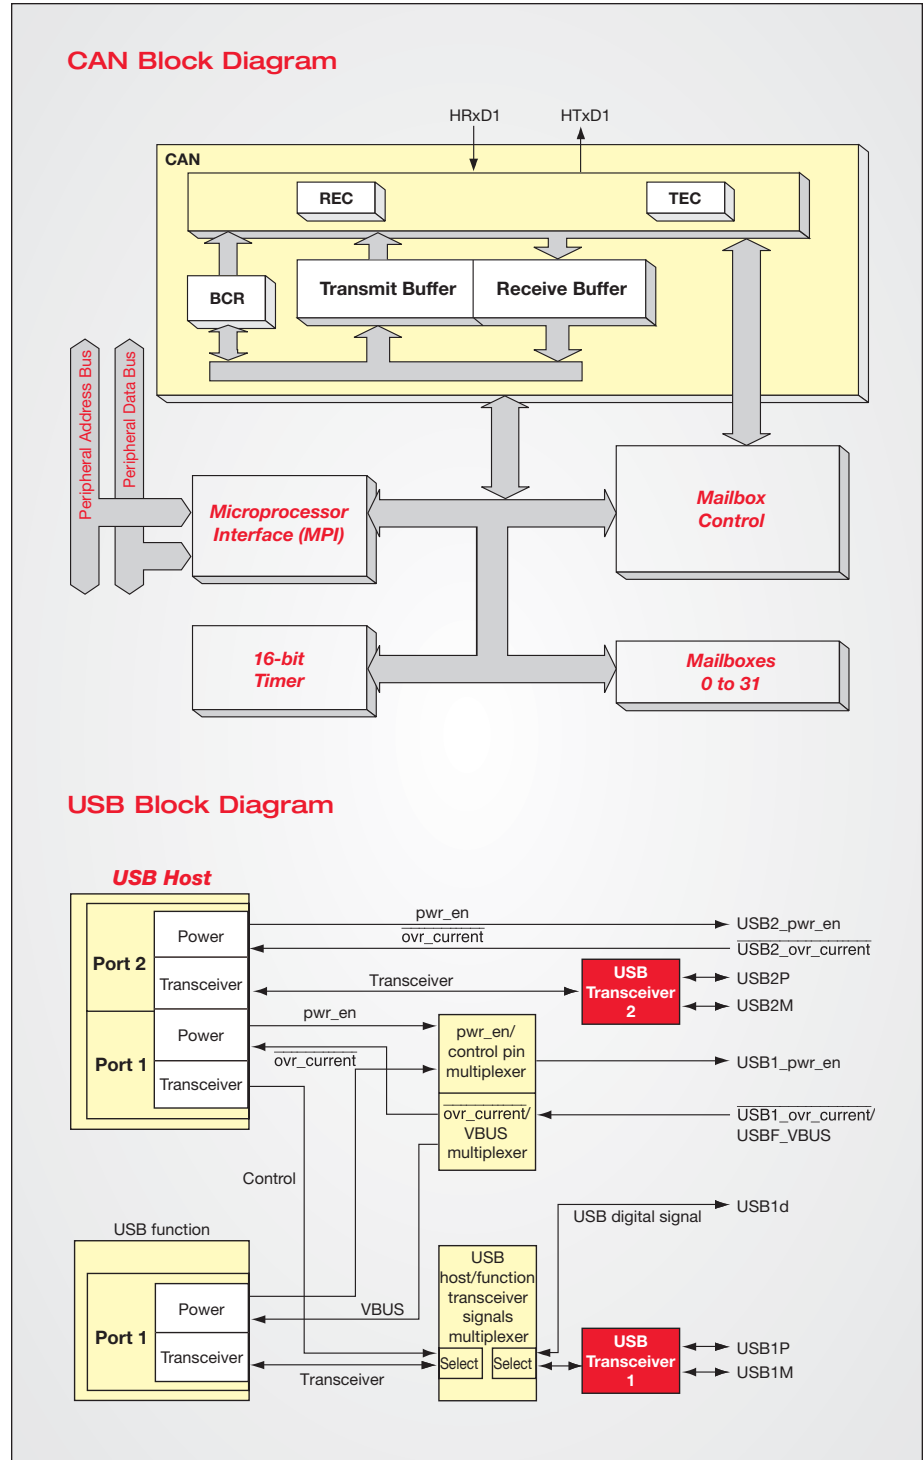 CAN Block Diagram
HRxD1
HTxD1
CAN
REC
TEC
BCR
Transmit Buffer
Receive Buffer
Peripheral Address Bus
Peripheral Data Bus
Microprocessor
Interface (MPI)
Mailbox
Control
16-bit
Timer
Mailboxes
0 to 31
USB Block Diagram
USB Host
Port 2
Power
Transceiver
Port 1
Power
Transceiver
pwr_en
ovr_current
Transceiver
pwr_en
ovr_current
USB
Transceiver
2
USB2_pwr_en
USB2_ovr_current
USB2P
USB2M
pwr_en/
control pin
multiplexer
ovr_current/
VBUS
multiplexer
USB1_pwr_en
USB1_ovr_current/
USBF_VBUS
Control
USB function
Port 1
Power
Transceiver
VBUS
Transceiver
USB
host/function
transceiver
signals
multiplexer
Select
Select
USB digital signal
USB1d
USB
Transceiver
1
USB1P
USB1M